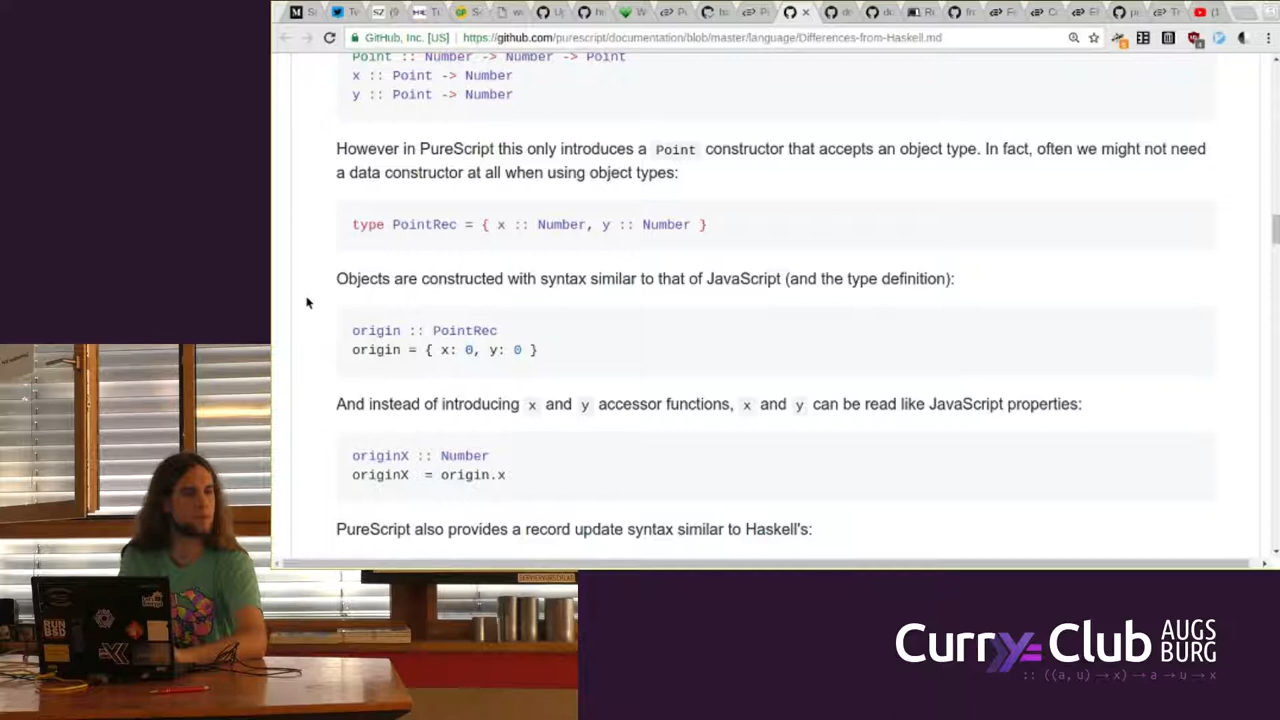 GitHub, Inc. [US] https://github.com/purescript/documentation/blob/master/language/Differences-from-Haskell.md
Point :: Number -> Number -> Point
x :: Point -> Number
y :: Point -> Number
However in PureScript this only introduces a Point constructor that accepts an object type. In fact, often we might not need
a data constructor at all when using object types:
type PointRec = { x :: Number, y :: Number }
Objects are constructed with syntax similar to that of JavaScript (and the type definition):
origin :: PointRec
origin = { x: 0, y: 0 }
And instead of introducing x and y accessor functions, x and y can be read like JavaScript properties:
originX :: Number
originX = origin.x
PureScript also provides a record update syntax similar to Haskell's:
RUN
BSD
Curry Club AUGS
BURG
:: ((a, u) → x) → a → u → x